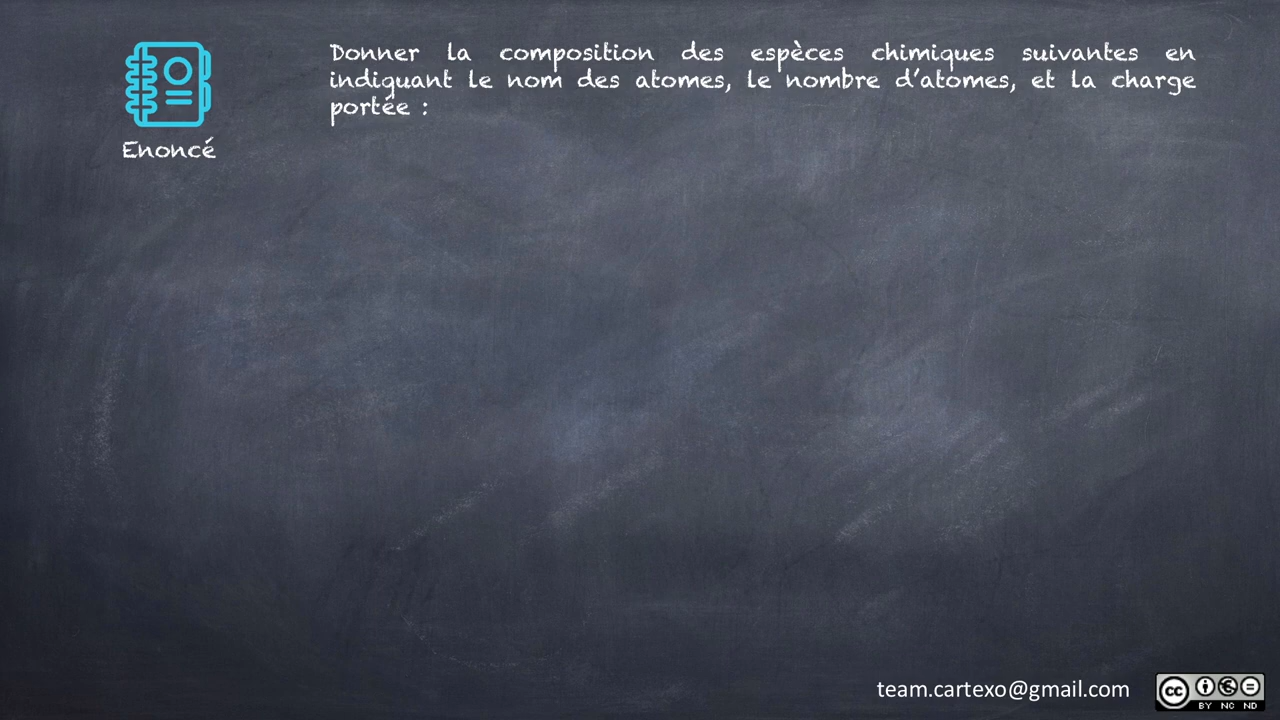 Donner la composition des espèces chimiques suivantes en
indiquant le nom des atomes, le nombre d'atomes, et la charge
portée :
Enoncé
team.cartexo@gmail.com
cc
BY NC ND